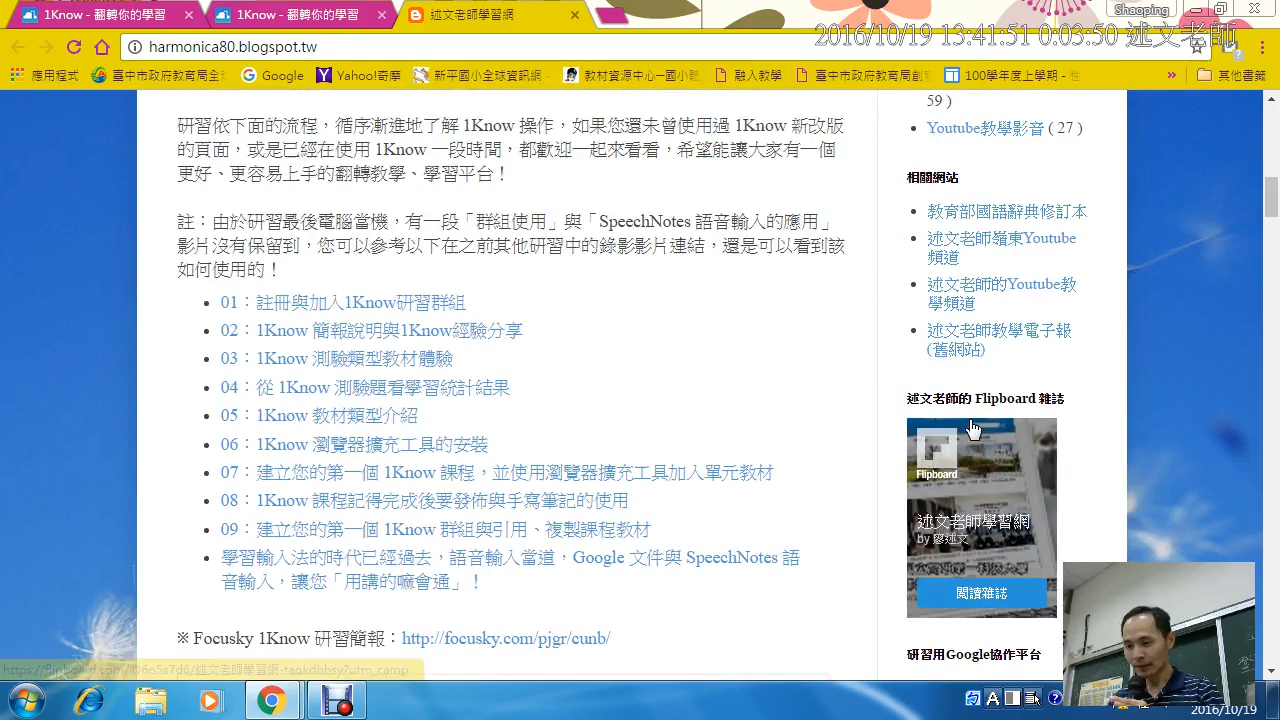 1Know - 翻轉你的學習
1Know - 翻轉你的學習
述文老師學習網
Shaoping
harmonica80.blogspot.tw
2016/10/19 13:41:51 0:03:50 述文老師
應用程式
臺中市政府教育局全
Google
Yahoo!奇摩
新平國小全球資訊網
教材資源中心─國小
融入教學
臺中市政府教育局創
100學年度上學期 -
其他書籤
研習依下面的流程，循序漸進地了解 1Know 操作，如果您還未曾使用過 1Know 新改版
的頁面，或是已經在使用 1Know 一段時間，都歡迎一起來看看，希望能讓大家有一個
更好、更容易上手的翻轉教學、學習平台！
註：由於研習最後電腦當機，有一段「群組使用」與「SpeechNotes 語音輸入的應用」
影片沒有保留到，您可以參考以下在之前其他研習中的錄影影片連結，還是可以看到該
如何使用的！
01：註冊與加入1Know研習群組
02：1Know 簡報說明與1Know經驗分享
03：1Know 測驗類型教材體驗
04：從 1Know 測驗題看學習統計結果
05：1Know 教材類型介紹
06：1Know 瀏覽器擴充工具的安裝
07：建立您的第一個 1Know 課程，並使用瀏覽器擴充工具加入單元教材
08：1Know 課程記得完成後要發佈與手寫筆記的使用
09：建立您的第一個 1Know 群組與引用、複製課程教材
學習輸入法的時代已經過去，語音輸入當道，Google 文件與 SpeechNotes 語
音輸入，讓您「用講的嘛會通」！
※ Focusky 1Know 研習簡報：http://focusky.com/pjgr/cunb/
59 )
Youtube教學影音 ( 27 )
相關網站
教育部國語辭典修訂本
述文老師嶺東Youtube
頻道
述文老師的Youtube教
學頻道
述文老師教學電子報
(舊網站)
述文老師的 Flipboard 雜誌
Flipboard
述文老師學習網
by 廖述文
閱讀雜誌
研習用Google協作平台
A
2016/10/19